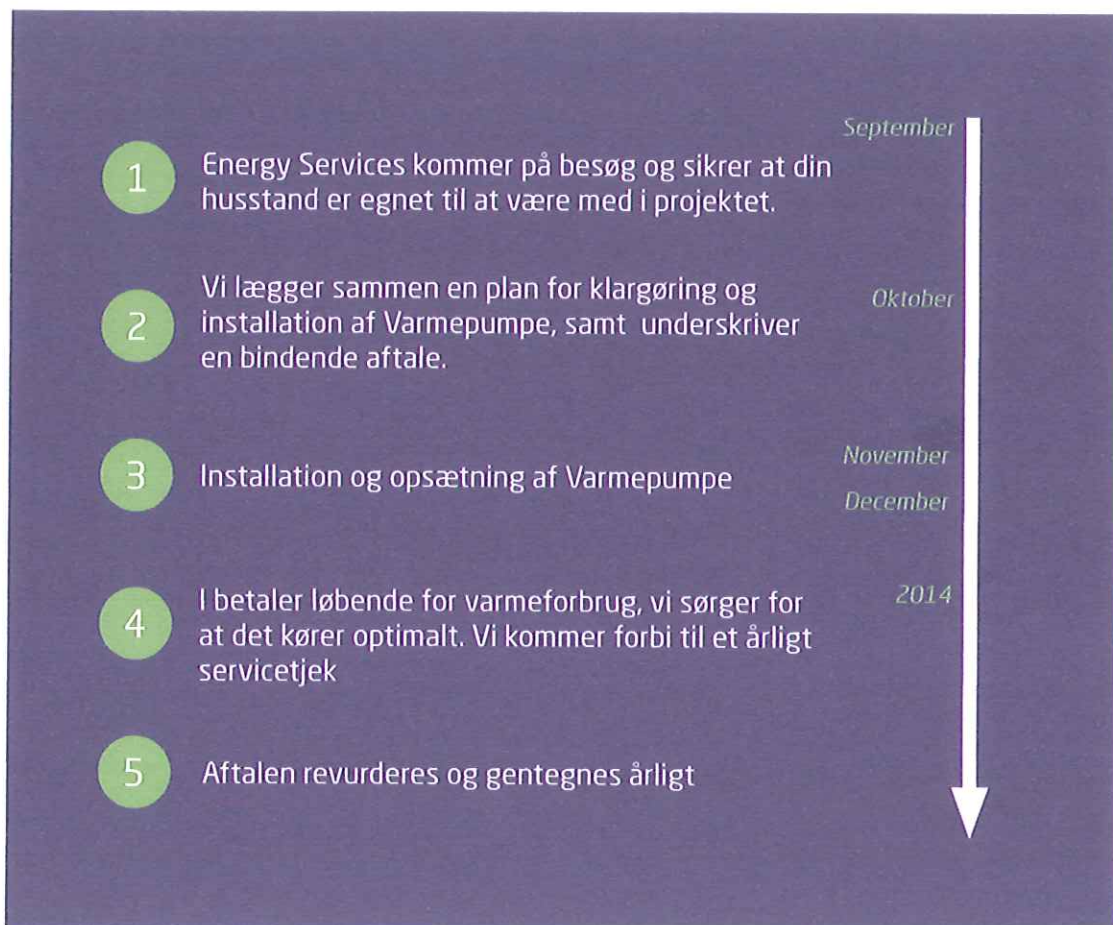 September
1
Energy Services kommer på besøg og sikrer at din
husstand er egnet til at være med i projektet.
2
Vi lægger sammen en plan for klargøring og
installation af Varmepumpe, samt underskriver
en bindende aftale.
Oktober
3
Installation og opsætning af Varmepumpe
November
December
4
I betaler løbende for varmeforbrug, vi sørger for
at det kører optimalt. Vi kommer forbi til et årligt
servicetjek
2014
5
Aftalen revurderes og gentegnes årligt